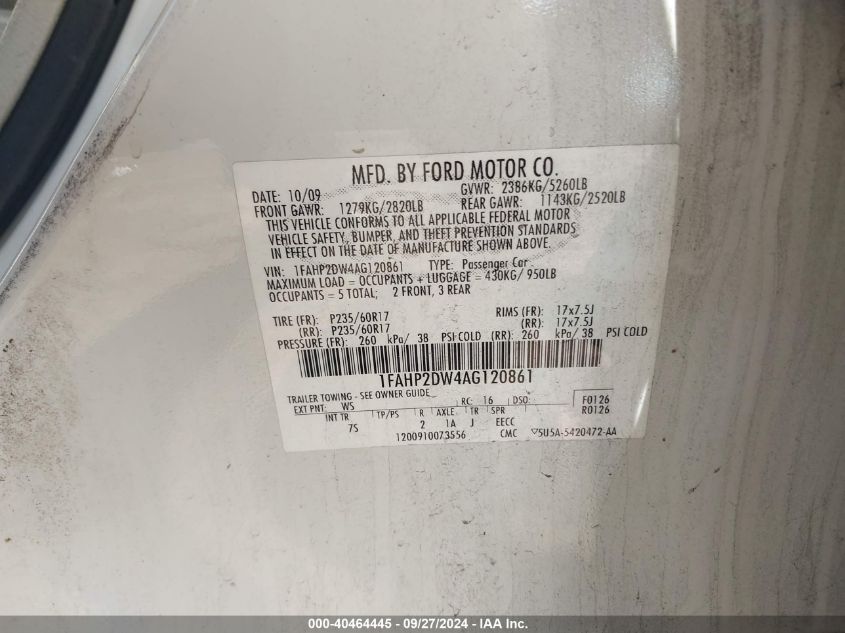 MFD. BY FORD MOTOR CO.
DATE: 10/09 GVWR: 2386KG/5260LB
FRONT GAWR: 1279KG/2820LB REAR GAWR: 1143KG/2520LB
THIS VEHICLE CONFORMS TO ALL APPLICABLE FEDERAL MOTOR
VEHICLE SAFETY, BUMPER, AND THEFT PREVENTION STANDARDS
IN EFFECT ON THE DATE OF MANUFACTURE SHOWN ABOVE.
VIN: 1FAHP2DW4AG120861 TYPE: Passenger Car
MAXIMUM LOAD = OCCUPANTS + LUGGAGE = 430KG/ 950LB
OCCUPANTS = 5 TOTAL; 2 FRONT, 3 REAR
TIRE (FR): P235/60R17 RIMS (FR): 17x7.5J
(RR): P235/60R17 (RR): 17x7.5J
PRESSURE (FR): 260 kPa/ 38 PSI COLD (RR): 260 kPa/ 38 PSI COLD
1FAHP2DW4AG120861
TRAILER TOWING - SEE OWNER GUIDE
EXT PNT: WS RC: 16 DSO: F0126
INT TR TP/PS R AXLE TR SPR R0126
7S 2 1A J EECC
1200910073556 CMC ▽5U5A-5420472-AA
000-40464445 - 09/27/2024 - IAA Inc.